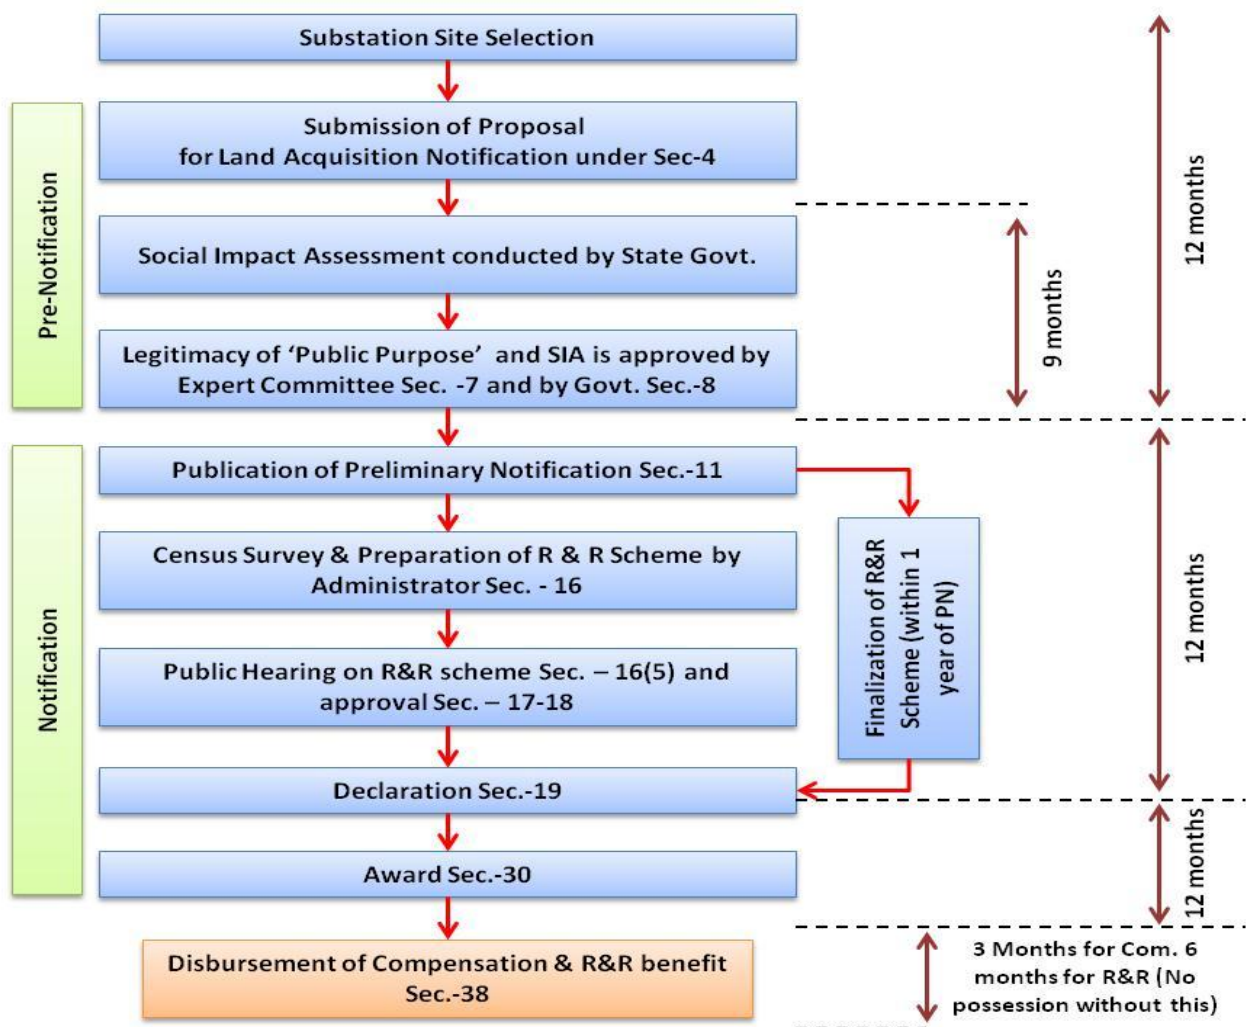 Substation Site Selection
Pre-Notification
Submission of Proposal
for Land Acquisition Notification under Sec-4
Social Impact Assessment conducted by State Govt.
Legitimacy of ‘Public Purpose’ and SIA is approved by
Expert Committee Sec. -7 and by Govt. Sec.-8
9 months
12 months
Notification
Publication of Preliminary Notification Sec.-11
Census Survey & Preparation of R & R Scheme by
Administrator Sec. - 16
Public Hearing on R&R scheme Sec. – 16(5) and
approval Sec. – 17-18
Finalization of R&R
Scheme (within 1
year of PN)
12 months
Declaration Sec.-19
Award Sec.-30
12 months
Disbursement of Compensation & R&R benefit
Sec.-38
3 Months for Com. 6
months for R&R (No
possession without this)